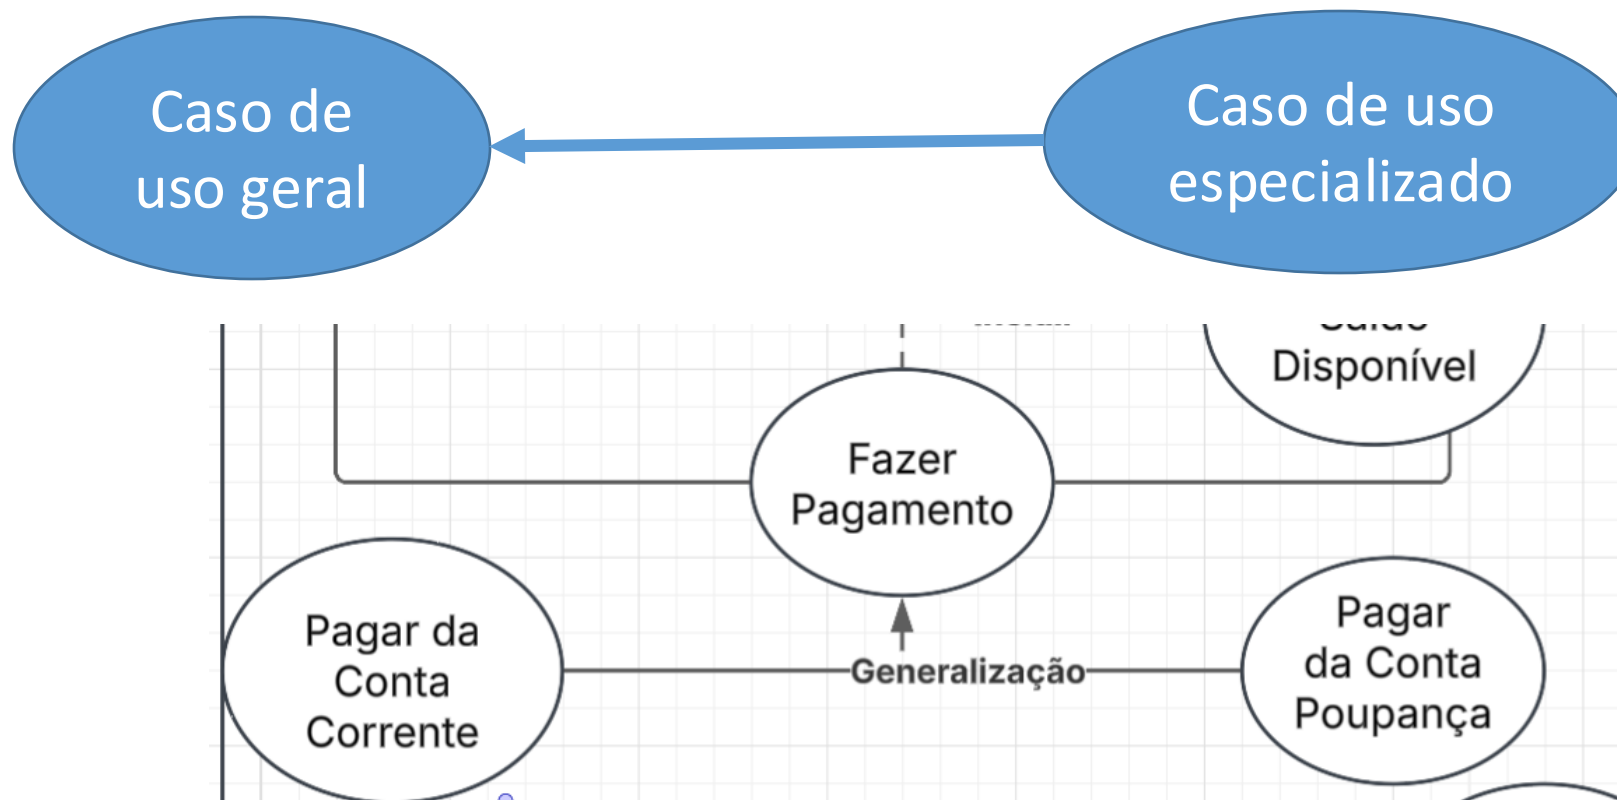 Caso de
uso geral
Caso de uso
especializado
Disponível
Fazer
Pagamento
Pagar da
Conta
Corrente
Generalização
Pagar
da Conta
Poupança